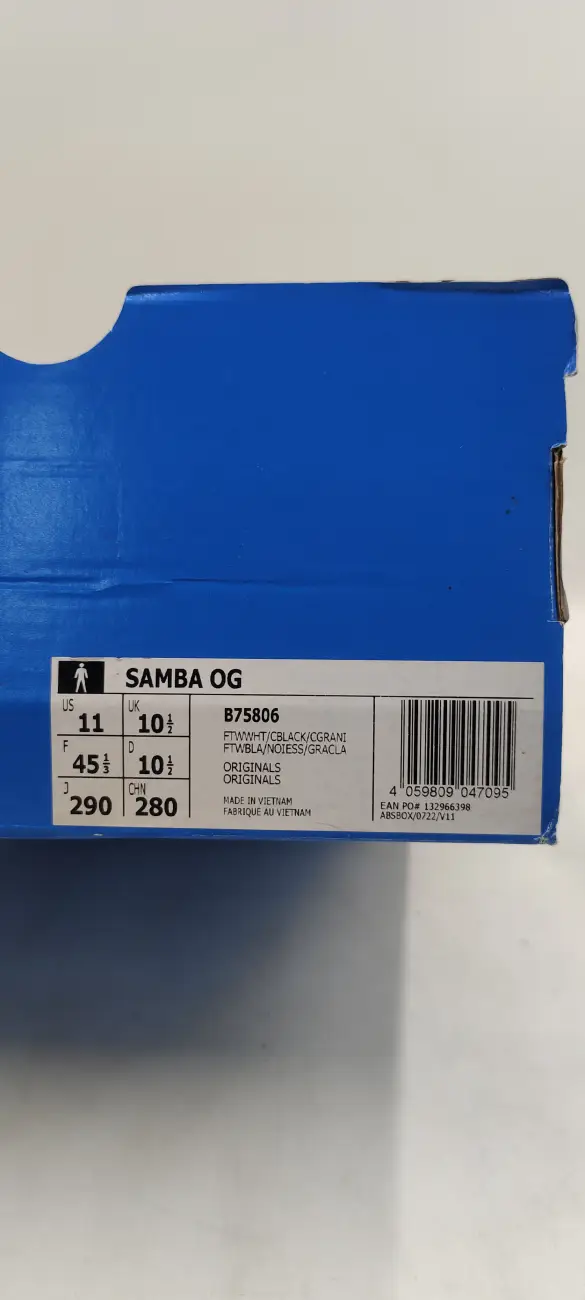 SAMBA OG
US 11
UK 10½
F 45⅓
D 10½
J 290
CHN 280
B75806
FTWWHT/CBLACK/CGRANI
FTWBLA/NOIESS/GRACLA
ORIGINALS
ORIGINALS
MADE IN VIETNAM
FABRIQUÉ AU VIETNAM
4 059809 047095
EAN PO# 132966398
ABSBOX/0722/V11